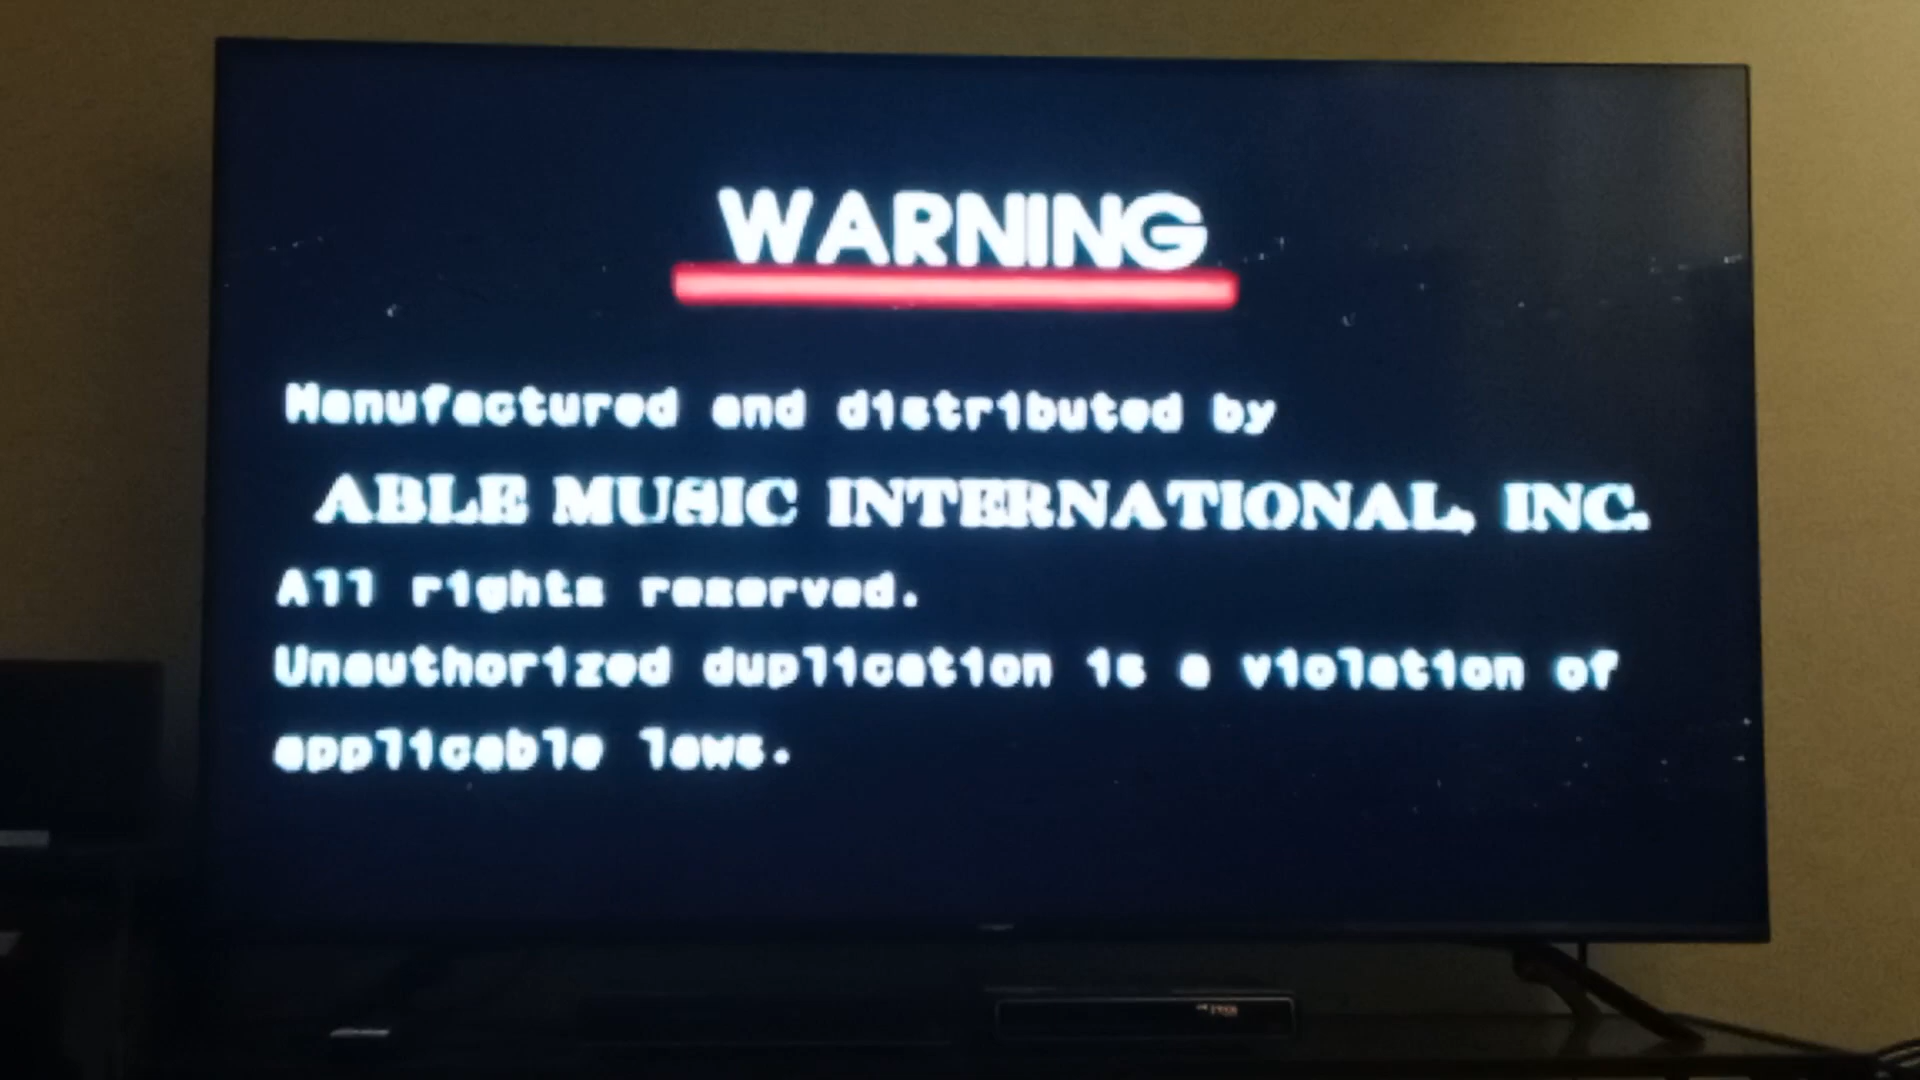 WARNING
Manufactured and distributed by
ABLE MUSIC INTERNATIONAL, INC.
All rights reserved.
Unauthorized duplication is a violation of
applicable laws.